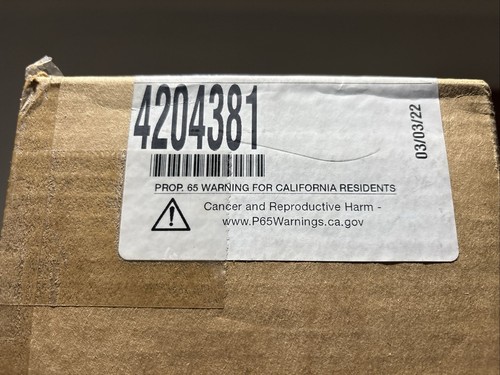 4204381
03/03/22
PROP. 65 WARNING FOR CALIFORNIA RESIDENTS
Cancer and Reproductive Harm -
www.P65Warnings.ca.gov